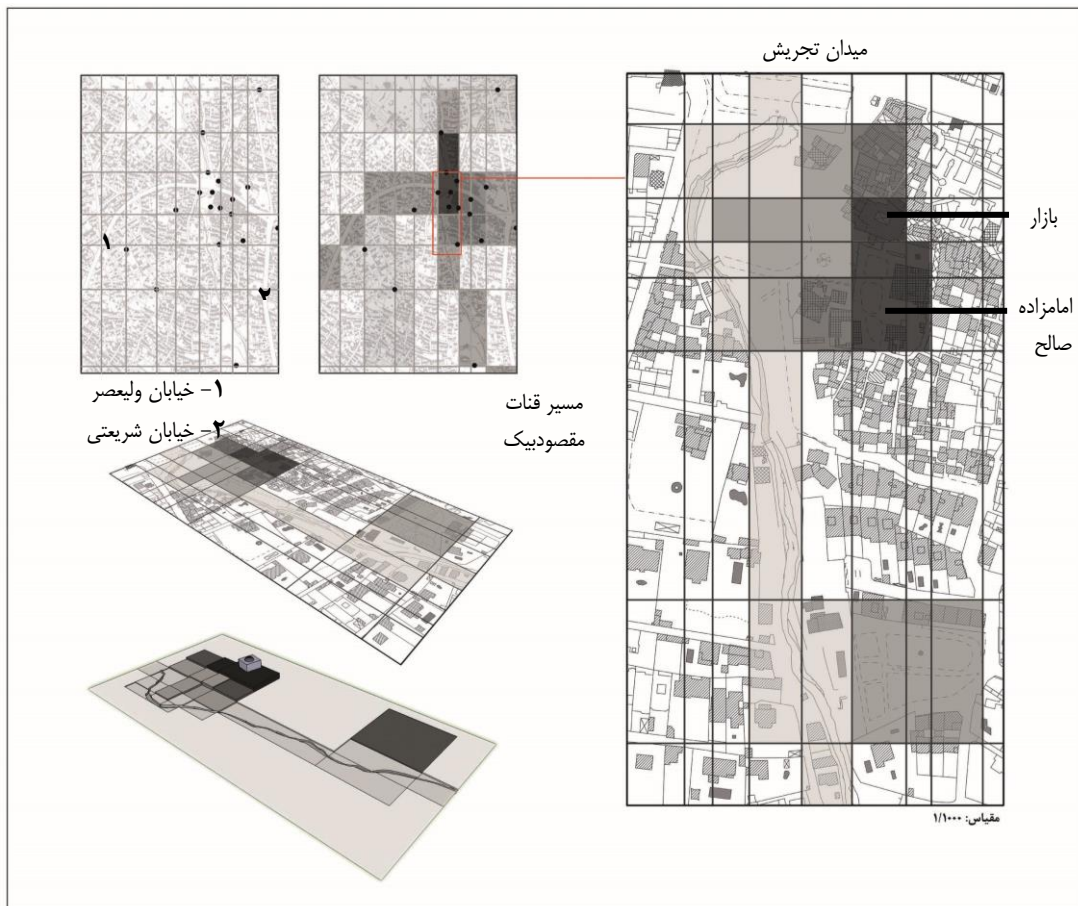 میدان تجریش
بازار
امامزاده
صالح
۱
۲
۱- خیابان ولیعصر
۲- خیابان شریعتی
مسیر قنات
مقصودبیک
مقیاس: ۱/۱۰۰۰